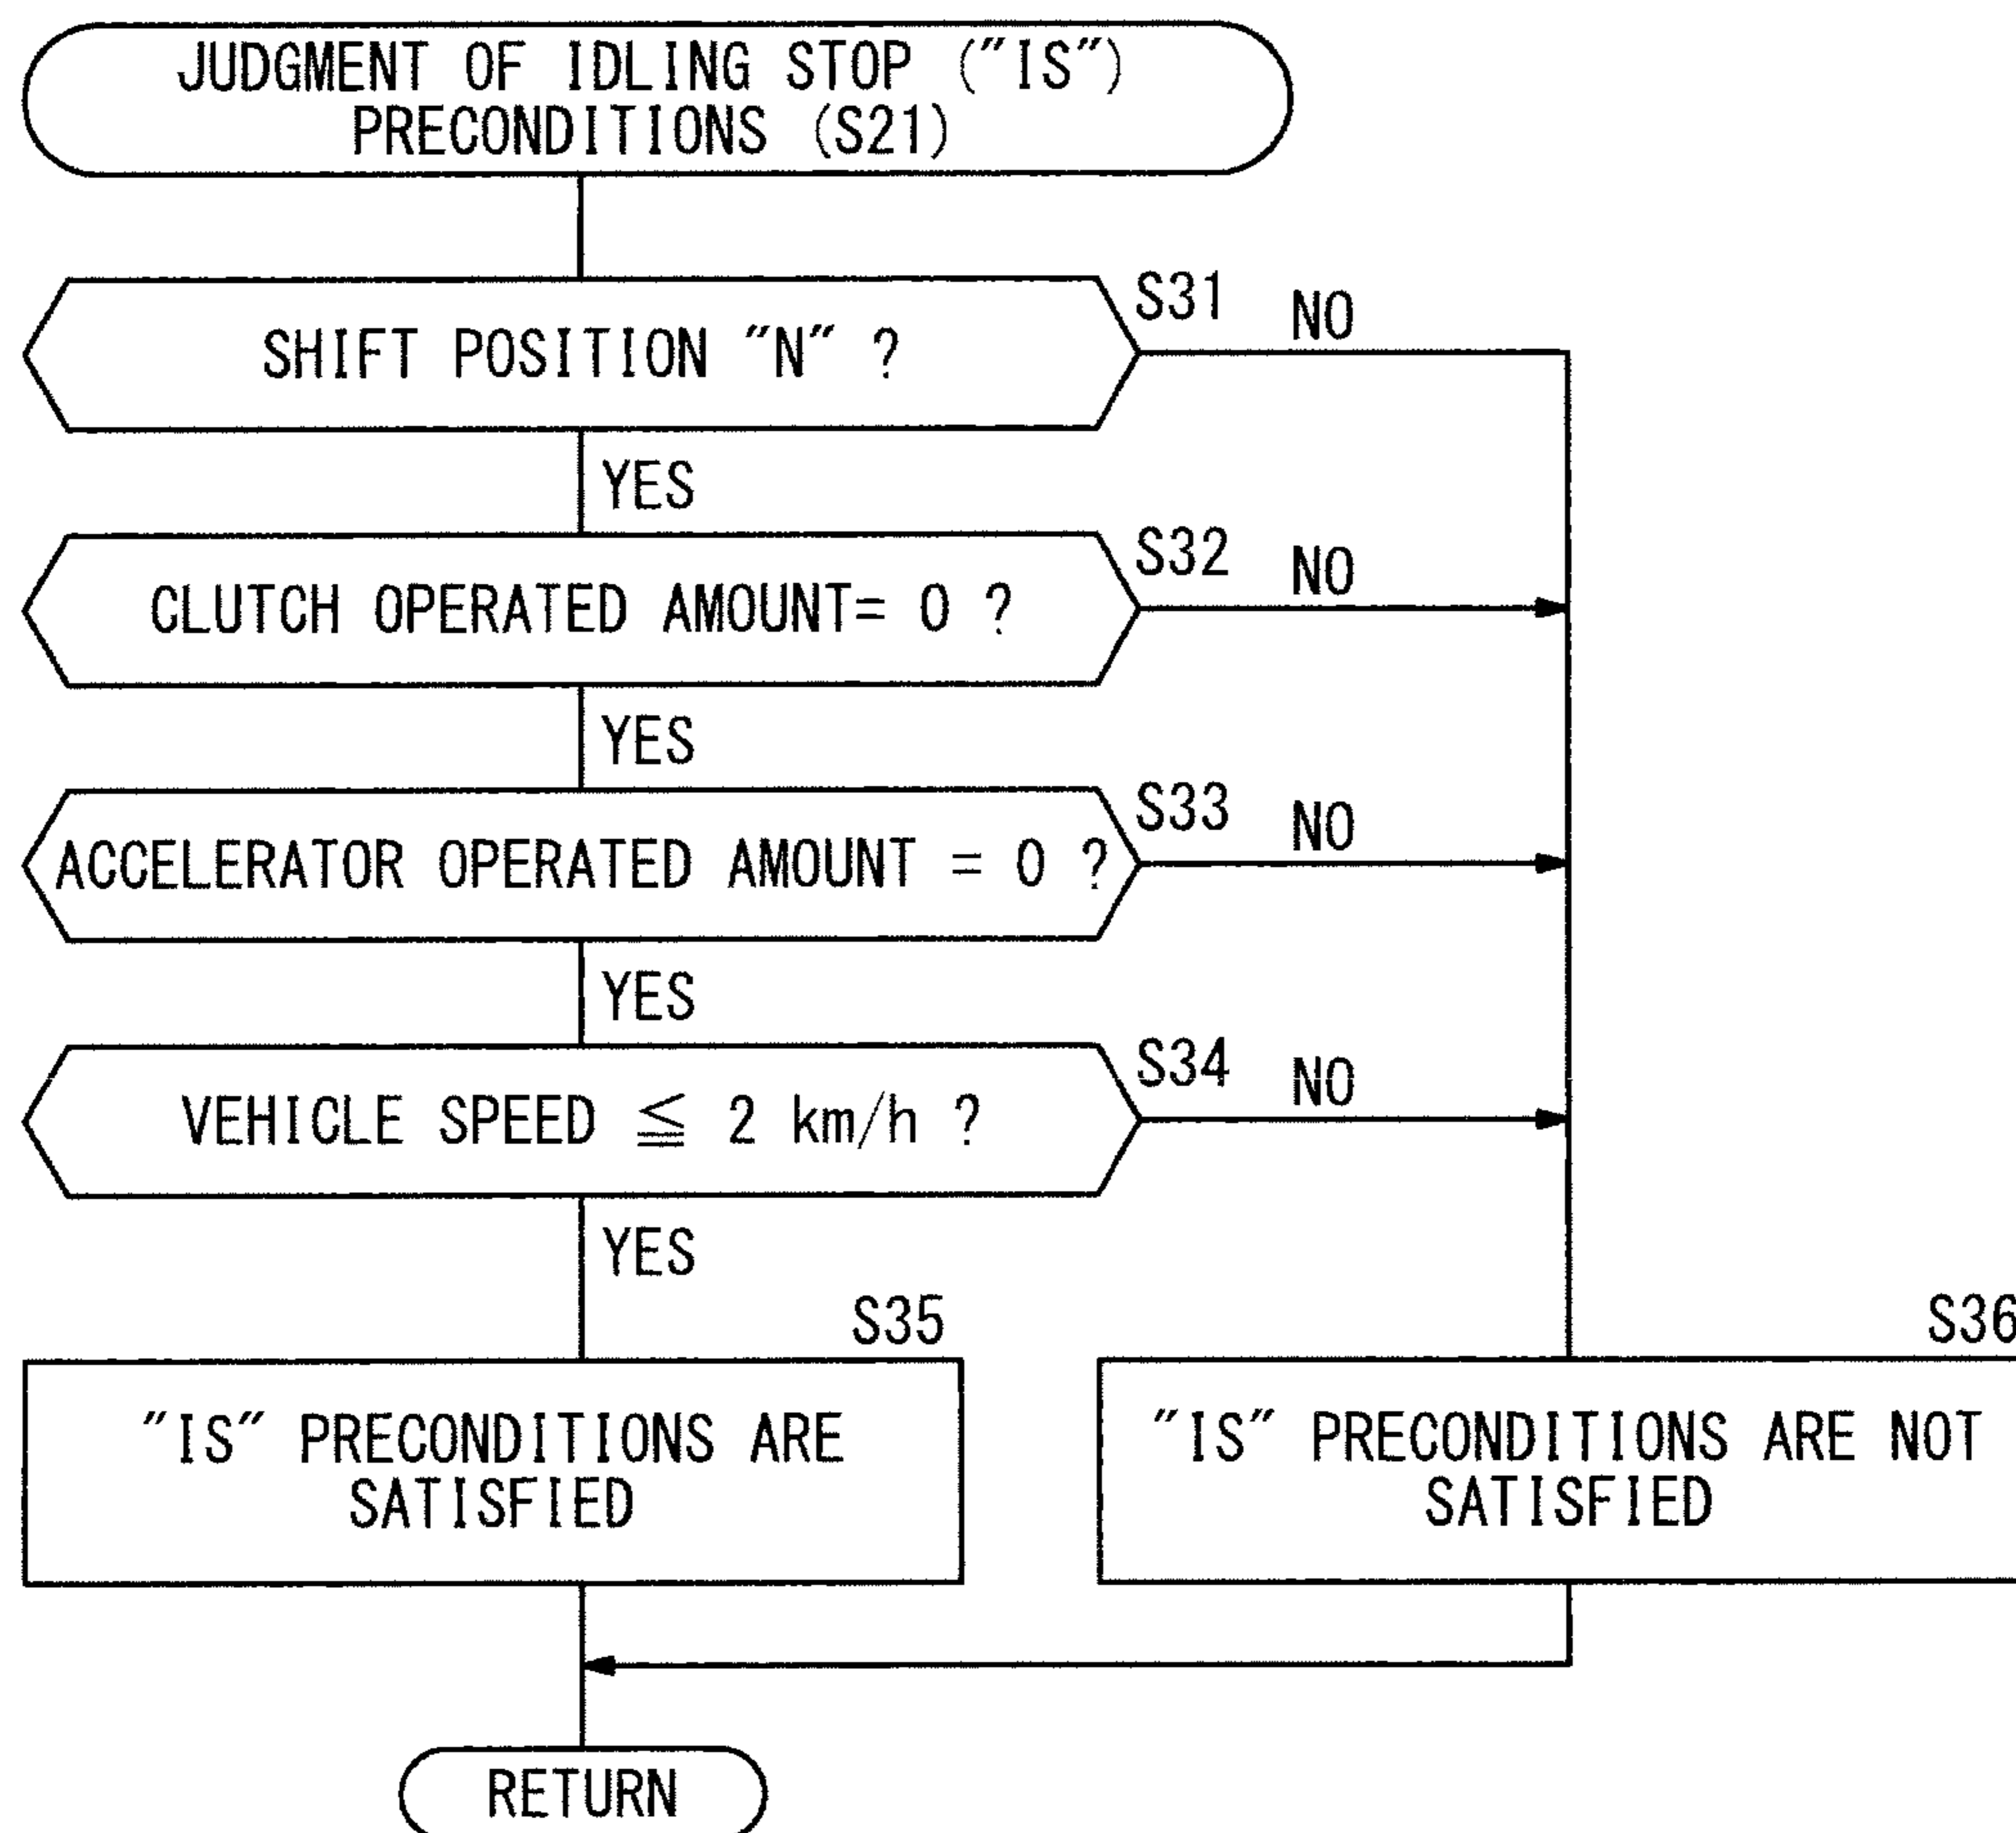 JUDGMENT OF IDLING STOP ("IS")
PRECONDITIONS (S21)
S31
NO
SHIFT POSITION "N" ?
YES
S32
NO
CLUTCH OPERATED AMOUNT= 0 ?
YES
S33
NO
ACCELERATOR OPERATED AMOUNT = 0 ?
YES
S34
NO
VEHICLE SPEED ≦ 2 km/h ?
YES
S35
S36
"IS" PRECONDITIONS ARE
SATISFIED
"IS" PRECONDITIONS ARE NOT
SATISFIED
RETURN